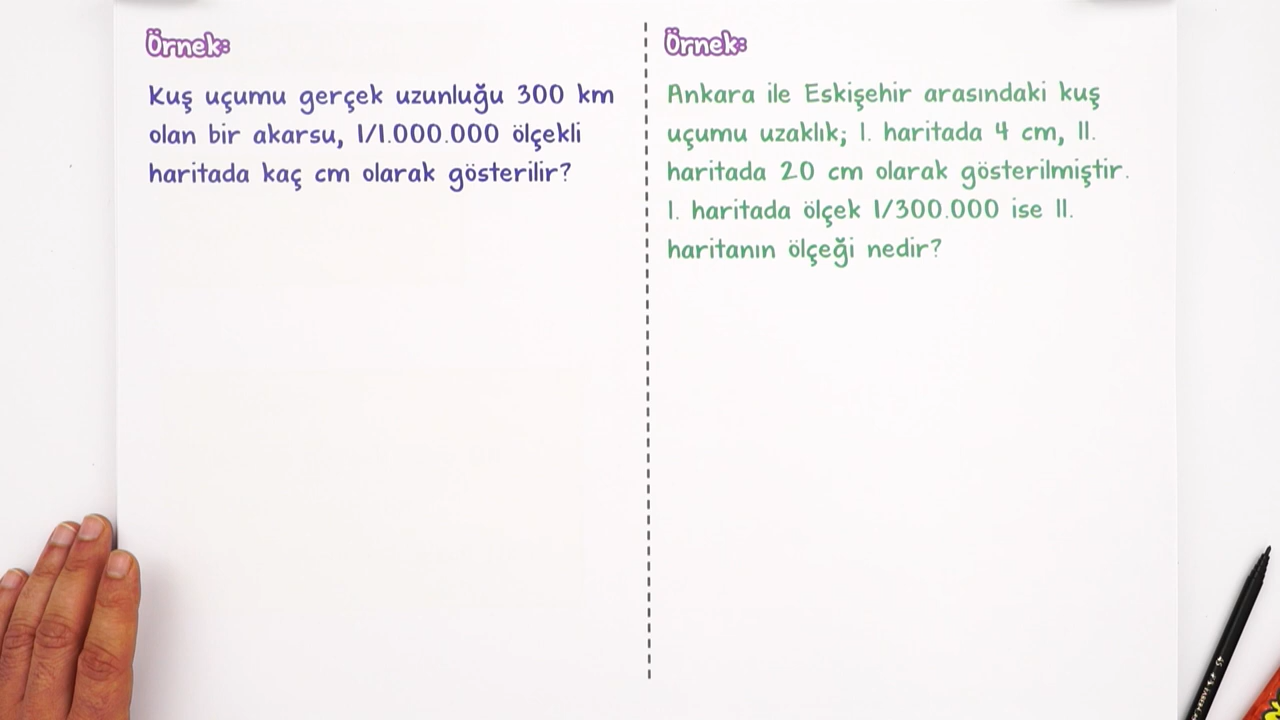 Örnek:
Kuş uçumu gerçek uzunluğu 300 km
olan bir akarsu, 1/1.000.000 ölçekli
haritada kaç cm olarak gösterilir?
Örnek:
Ankara ile Eskişehir arasındaki kuş
uçumu uzaklık; I. haritada 4 cm, II.
haritada 20 cm olarak gösterilmiştir.
I. haritada ölçek 1/300.000 ise II.
haritanın ölçeği nedir?